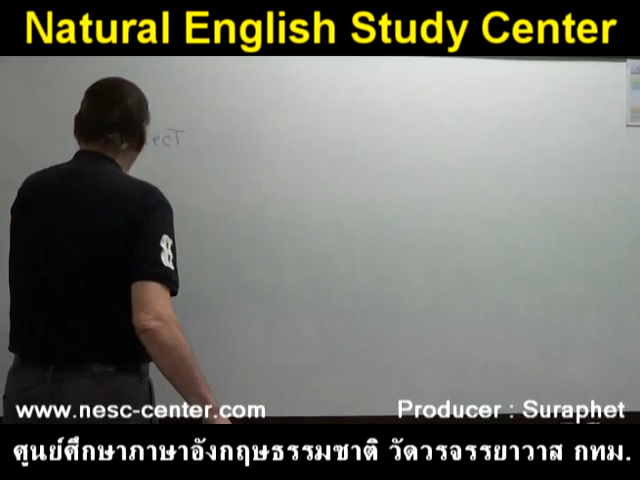 Natural English Study Center
www.nesc-center.com
Producer : Suraphet
ศูนย์ศึกษาภาษาอังกฤษธรรมชาติ วัดวรจรรยาวาส กทม.